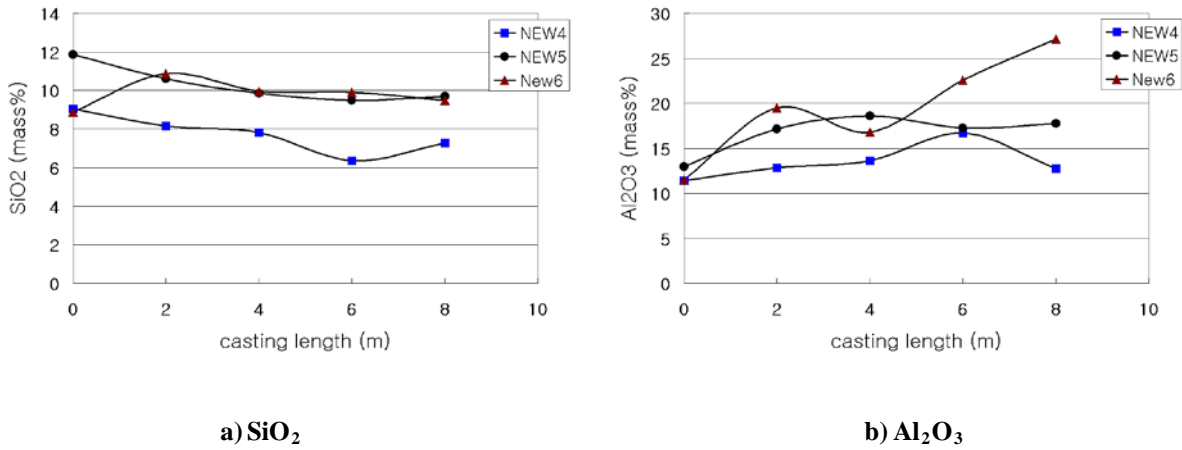 14
12
10
8
6
4
2
0
SiO2 (mass%)
0 2 4 6 8 10
casting length (m)
NEW4
NEW5
New6
30
25
20
15
10
5
0
Al2O3 (mass%)
0 2 4 6 8 10
casting length (m)
NEW4
NEW5
New6
a) SiO₂
b) Al₂O₃